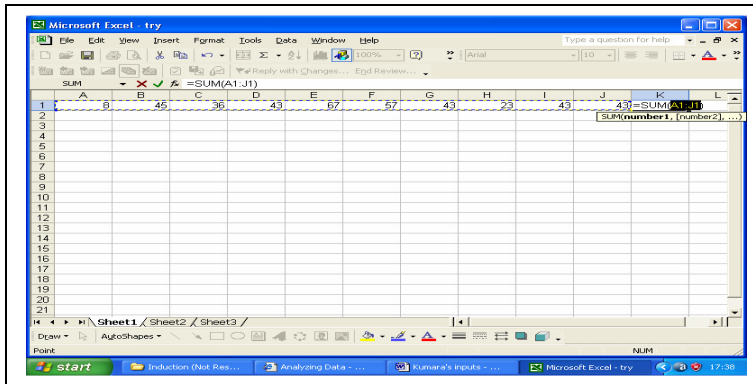 Microsoft Excel - try
File Edit View Insert Format Tools Data Window Help Type a question for help
100% Arial 10
Reply with Changes... End Review...
SUM =SUM(A1:J1)
A B C D E F G H I J K L
1 8 45 36 43 67 57 43 23 43 43 =SUM(A1:J1)
2 SUM(number1, [number2], ...)
3
4
5
6
7
8
9
10
11
12
13
14
15
16
17
18
19
20
21
Sheet1 Sheet2 Sheet3
Draw AutoShapes
Point NUM
start Induction (Not Res... Analyzing Data - ... Kumara's inputs - ... Microsoft Excel - try 17:38